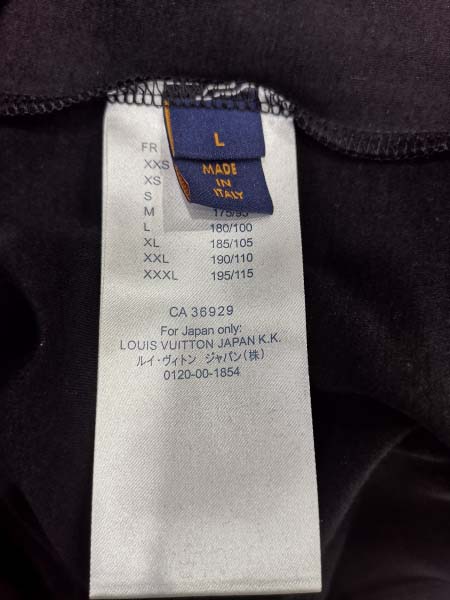 L
MADE
IN
ITALY
FR
XXS
XS
S
M 175/95
L 180/100
XL 185/105
XXL 190/110
XXXL 195/115
CA 36929
For Japan only:
LOUIS VUITTON JAPAN K.K.
ルイ・ヴィトン ジャパン(株)
0120-00-1854